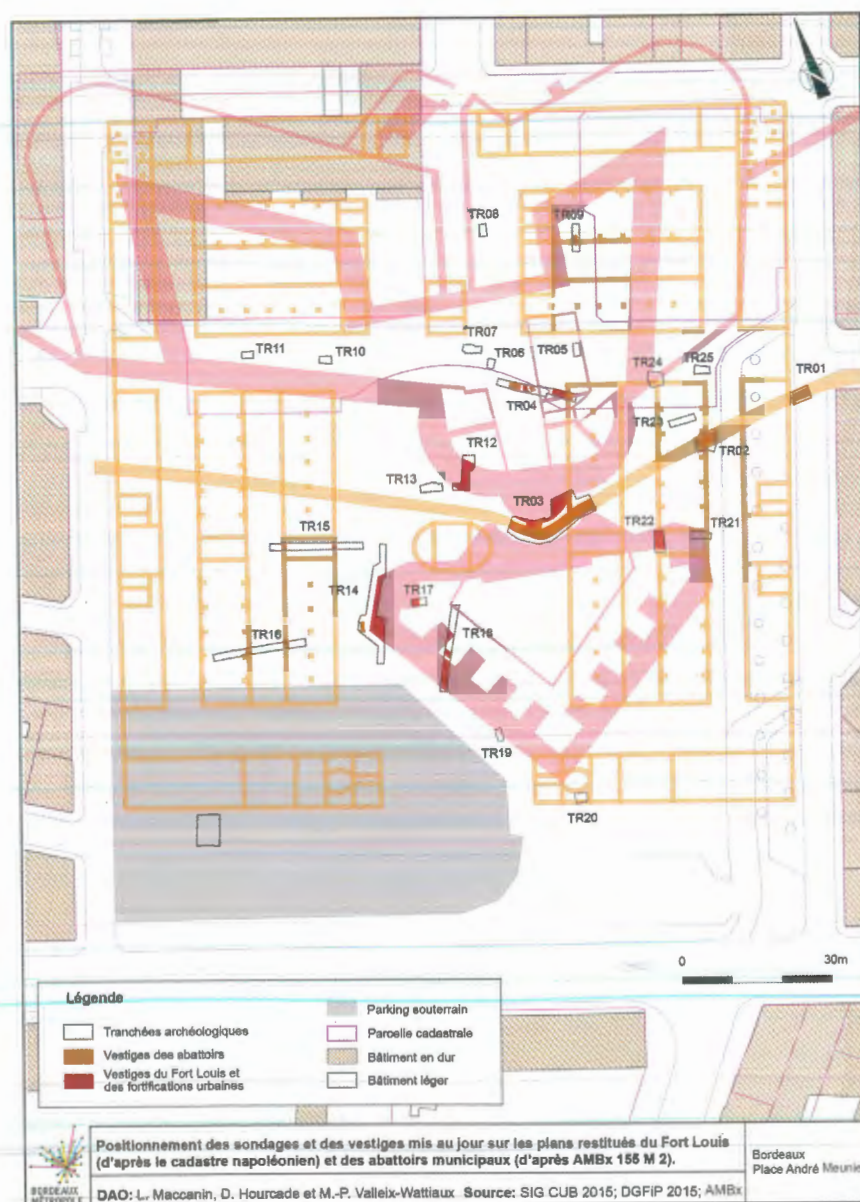 TR08
TR09
TR11
TR10
TR07
TR06
TR05
TR04
TR24
TR25
TR01
TR23
TR02
TR12
TR13
TR03
TR22
TR21
TR15
TR14
TR17
TR16
TR18
TR19
TR20
0 30m
Légende
Tranchées archéologiques
Vestiges des abattoirs
Vestiges du Fort Louis et
des fortifications urbaines
Parking souterrain
Parcelle cadastrale
Bâtiment en dur
Bâtiment léger
BORDEAUX
MÉTROPOLE
Positionnement des sondages et des vestiges mis au jour sur les plans restitués du Fort Louis
(d'après le cadastre napoléonien) et des abattoirs municipaux (d'après AMBx 155 M 2).
DAO: L. Maccanin, D. Hourcade et M.-P. Valleix-Wattiaux Source: SIG CUB 2015; DGFiP 2015; AMBx
Bordeaux
Place André Meunie